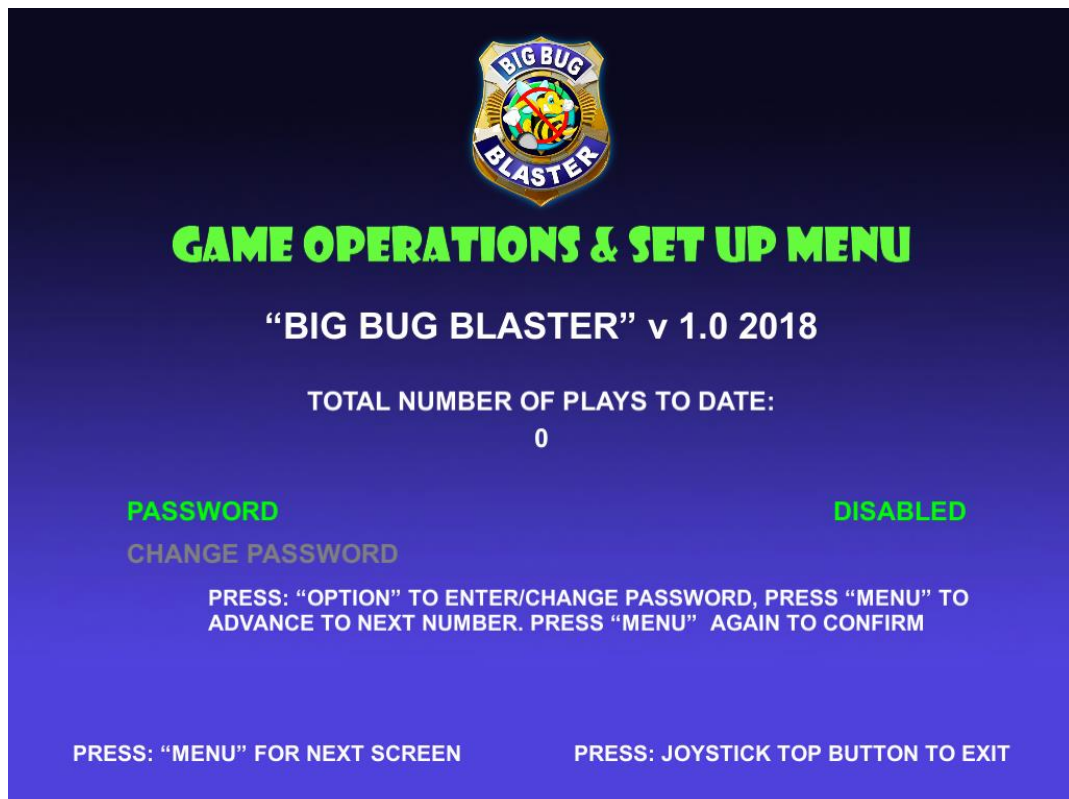 BIG BUG
BLASTER
GAME OPERATIONS & SET UP MENU
“BIG BUG BLASTER” v 1.0 2018
TOTAL NUMBER OF PLAYS TO DATE:
0
PASSWORD DISABLED
CHANGE PASSWORD
PRESS: “OPTION” TO ENTER/CHANGE PASSWORD, PRESS “MENU” TO
ADVANCE TO NEXT NUMBER. PRESS “MENU” AGAIN TO CONFIRM
PRESS: “MENU” FOR NEXT SCREEN PRESS: JOYSTICK TOP BUTTON TO EXIT